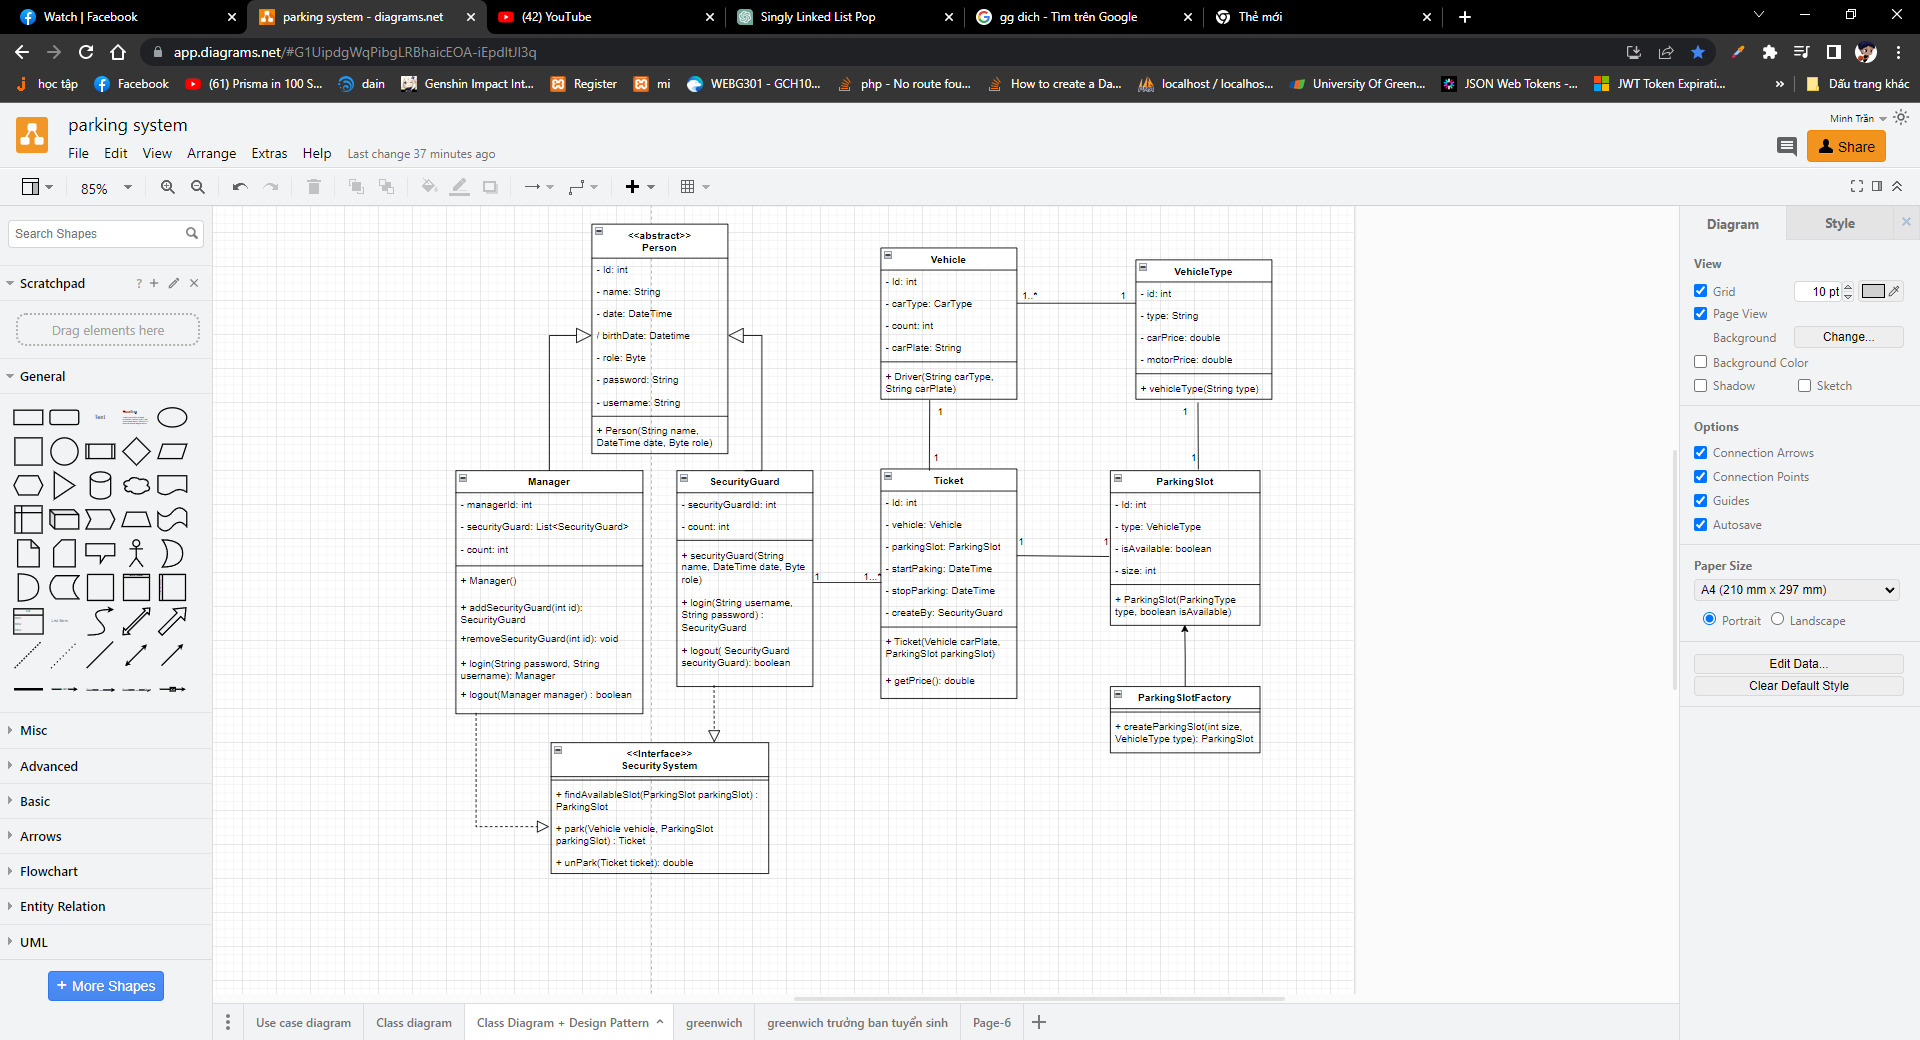 Watch | Facebook
parking system - diagrams.net
(42) YouTube
Singly Linked List Pop
gg dich - Tìm trên Google
Thẻ mới
app.diagrams.net/#G1UipdgWqPibgLRBhaicEOA-iEpdItJI3q
học tập
Facebook
(61) Prisma in 100 S...
dain
Genshin Impact Int...
Register
mi
WEBG301 - GCH10...
php - No route fou...
How to create a Da...
localhost / localhos...
University Of Green...
JSON Web Tokens -...
JWT Token Expirati...
»
Dấu trang khác
parking system
Minh Trần
File Edit View Arrange Extras Help Last change 37 minutes ago
Share
85%
Search Shapes
Scratchpad
?
Drag elements here
General
Text
Heading
List Item
Misc
Advanced
Basic
Arrows
Flowchart
Entity Relation
UML
+ More Shapes
<<abstract>>
Person
- Id: int
- name: String
- date: DateTime
/ birthDate: Datetime
- role: Byte
- password: String
- username: String
+ Person(String name,
DateTime date, Byte role)
Vehicle
- Id: int
- carType: CarType
- count: int
- carPlate: String
+ Driver(String carType,
String carPlate)
1..*
1
VehicleType
- id: int
- type: String
- carPrice: double
- motorPrice: double
+ vehicleType(String type)
1
1
1
1
Manager
- managerId: int
- securityGuard: List<SecurityGuard>
- count: int
+ Manager()
+ addSecurityGuard(int id):
SecurityGuard
+removeSecurityGuard(int id): void
+ login(String password, String
username): Manager
+ logout(Manager manager) : boolean
SecurityGuard
- securityGuardId: int
- count: int
+ securityGuard(String
name, DateTime date, Byte
role)
+ login(String username,
String password) :
SecurityGuard
+ logout( SecurityGuard
securityGuard): boolean
1
1...*
Ticket
- Id: int
- vehicle: Vehicle
- parkingSlot: ParkingSlot
- startPaking: DateTime
- stopParking: DateTime
- createBy: SecurityGuard
+ Ticket(Vehicle carPlate,
ParkingSlot parkingSlot)
+ getPrice(): double
1
1
ParkingSlot
- Id: int
- type: VehicleType
- isAvailable: boolean
- size: int
+ ParkingSlot(ParkingType
type, boolean isAvailable)
ParkingSlotFactory
+ createParkingSlot(int size,
VehicleType type): ParkingSlot
<<Interface>>
SecuritySystem
+ findAvailableSlot(ParkingSlot parkingSlot) :
ParkingSlot
+ park(Vehicle vehicle, ParkingSlot
parkingSlot) : Ticket
+ unPark(Ticket ticket): double
Diagram
Style
View
Grid
10 pt
Page View
Background
Change...
Background Color
Shadow
Sketch
Options
Connection Arrows
Connection Points
Guides
Autosave
Paper Size
A4 (210 mm x 297 mm)
Portrait
Landscape
Edit Data...
Clear Default Style
Use case diagram
Class diagram
Class Diagram + Design Pattern
greenwich
greenwich trưởng ban tuyển sinh
Page-6